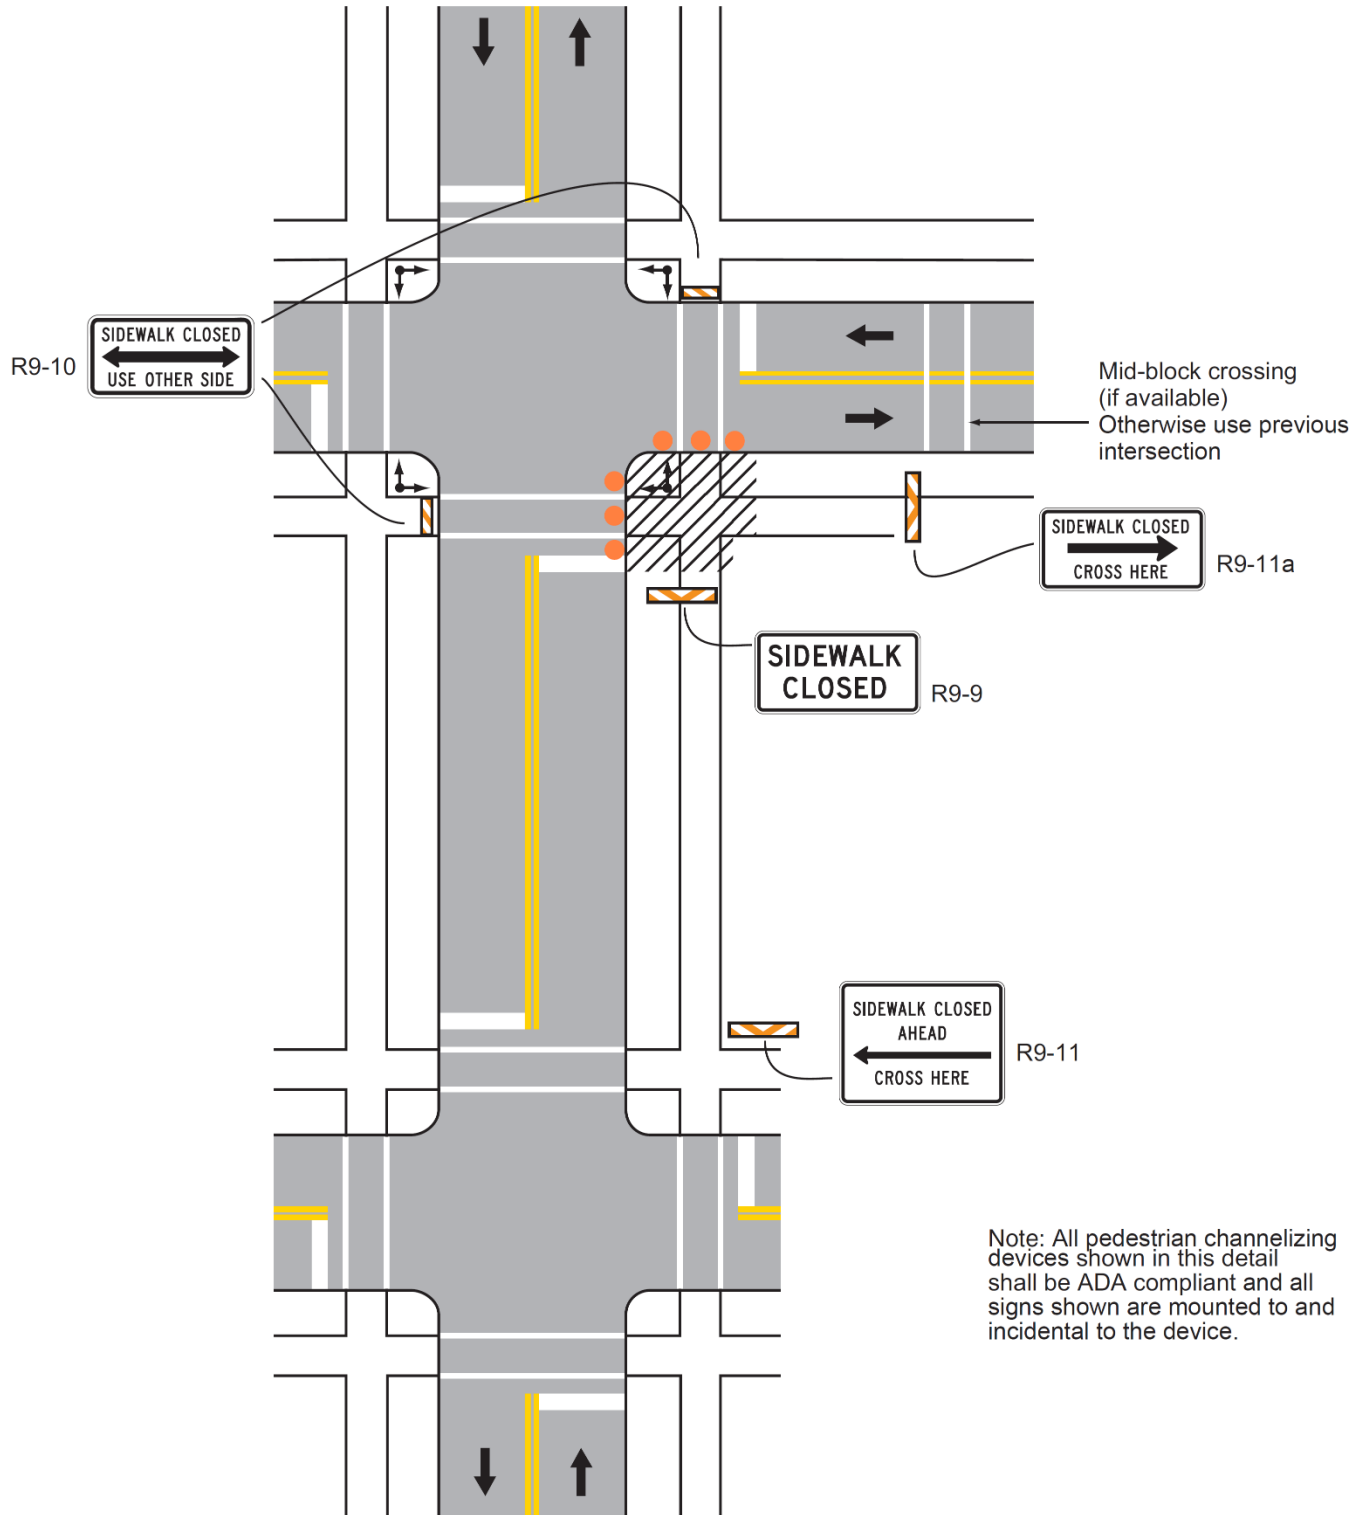 R9-10
SIDEWALK CLOSED
USE OTHER SIDE
Mid-block crossing
(if available)
Otherwise use previous
intersection
SIDEWALK CLOSED
CROSS HERE
R9-11a
SIDEWALK
CLOSED
R9-9
SIDEWALK CLOSED
AHEAD
CROSS HERE
R9-11
Note: All pedestrian channelizing
devices shown in this detail
shall be ADA compliant and all
signs shown are mounted to and
incidental to the device.